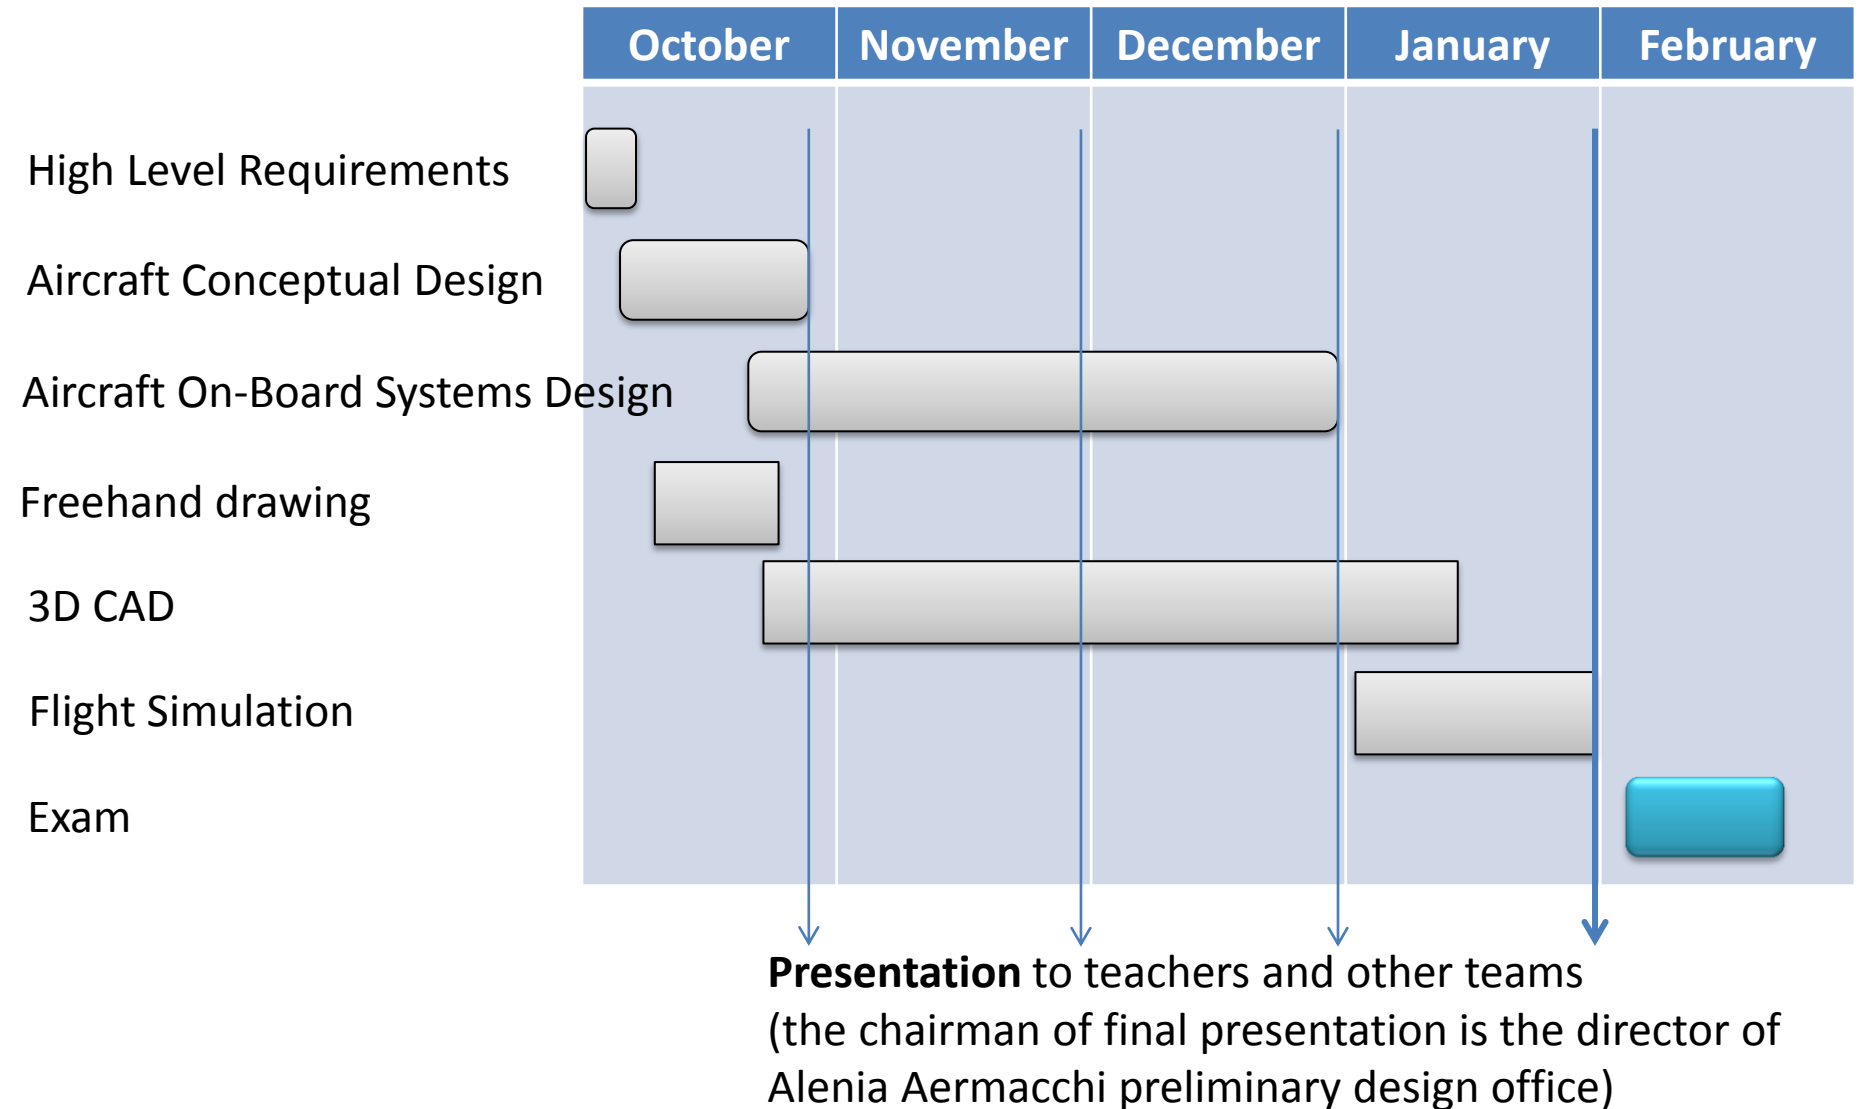 October November December January February
High Level Requirements
Aircraft Conceptual Design
Aircraft On-Board Systems Design
Freehand drawing
3D CAD
Flight Simulation
Exam
Presentation to teachers and other teams
(the chairman of final presentation is the director of
Alenia Aermacchi preliminary design office)